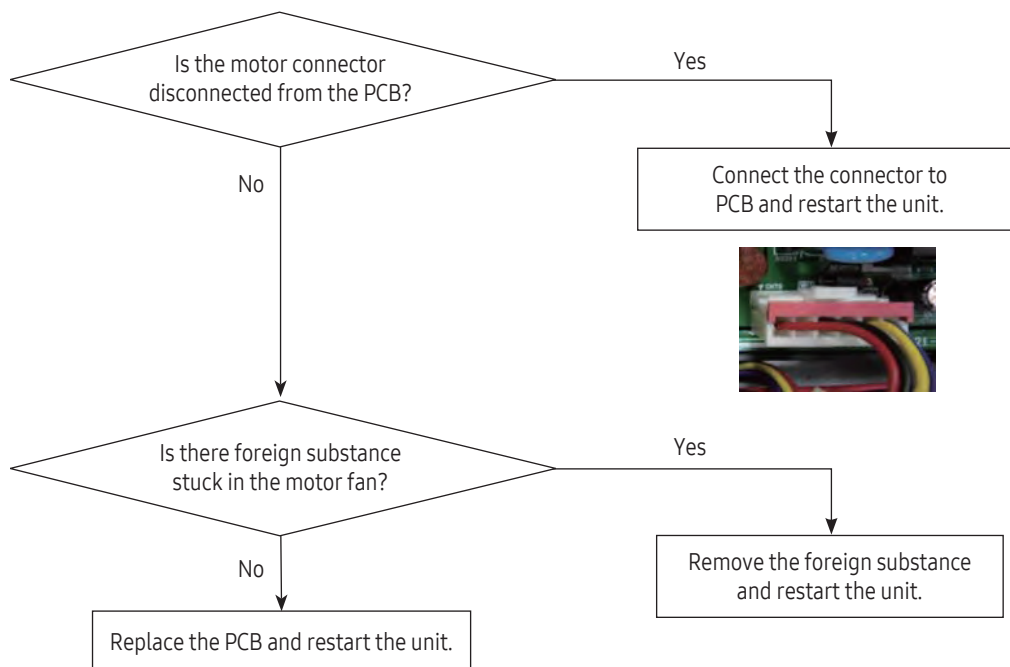 Is the motor connector
disconnected from the PCB?
Yes
No
Connect the connector to
PCB and restart the unit.
Is there foreign substance
stuck in the motor fan?
Yes
No
Remove the foreign substance
and restart the unit.
Replace the PCB and restart the unit.